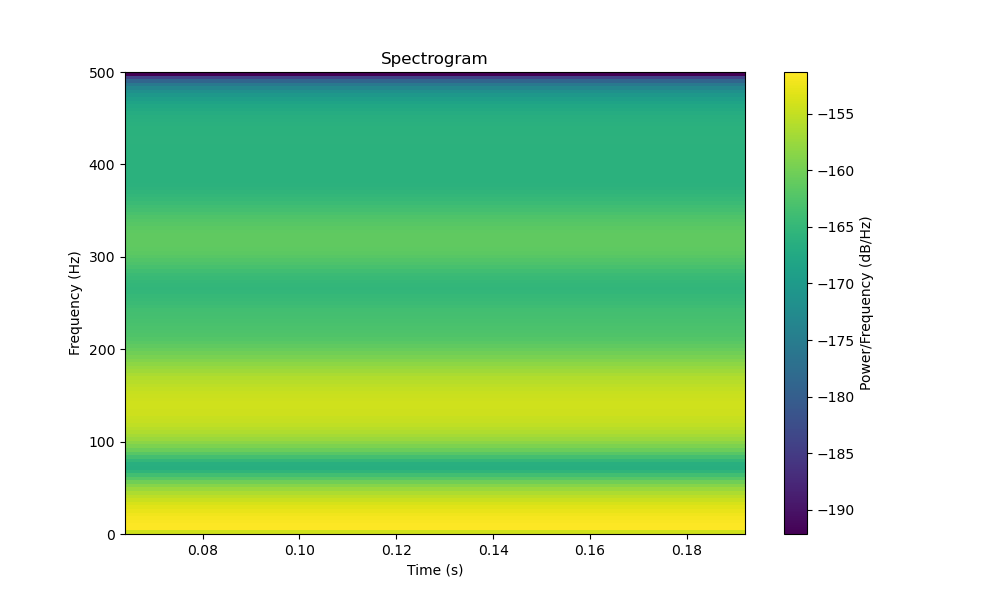 Spectrogram
Power/Frequency (dB/Hz)
−155
−160
−165
−170
−175
−180
−185
−190
Frequency (Hz)
500
400
300
200
100
0
0.08 0.10 0.12 0.14 0.16 0.18
Time (s)